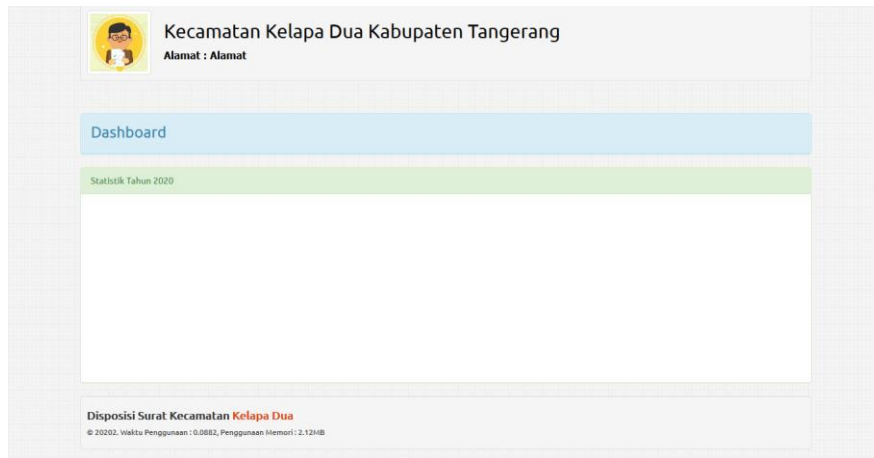 Kecamatan Kelapa Dua Kabupaten Tangerang
Alamat : Alamat
Dashboard
Statistik Tahun 2020
Disposisi Surat Kecamatan Kelapa Dua
© 20202. Waktu Penggunaan : 0.0882, Penggunaan Memori : 2.12MB